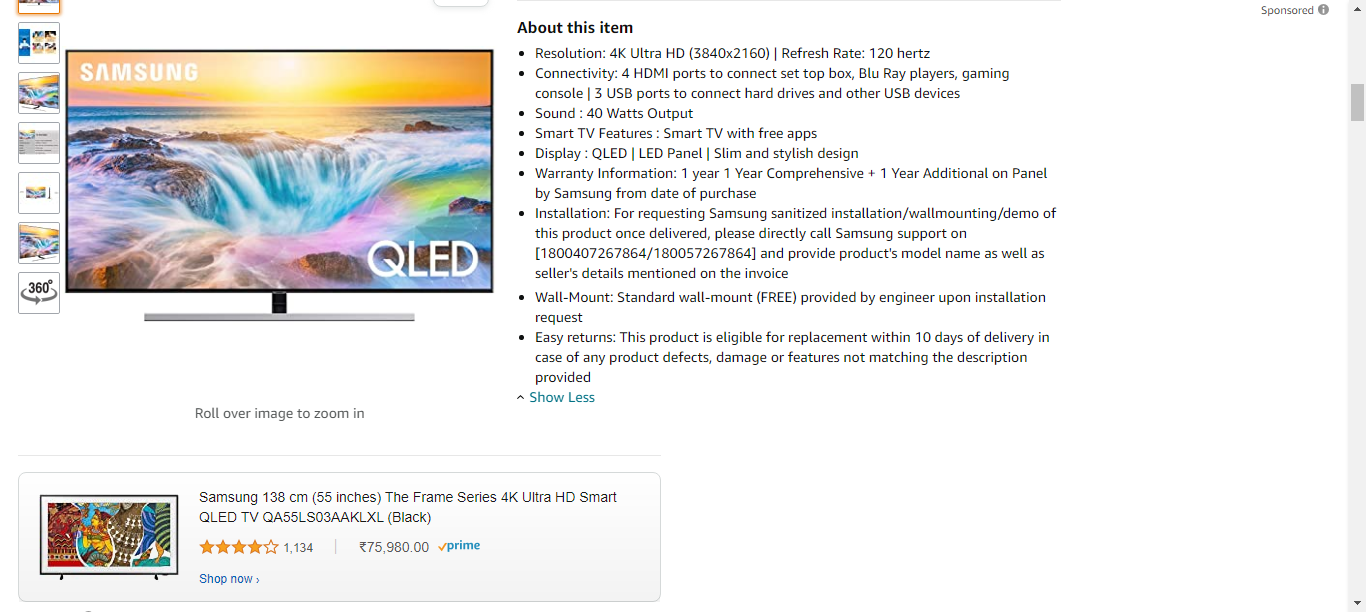 Sponsored
About this item
Resolution: 4K Ultra HD (3840x2160) | Refresh Rate: 120 hertz
Connectivity: 4 HDMI ports to connect set top box, Blu Ray players, gaming
console | 3 USB ports to connect hard drives and other USB devices
Sound : 40 Watts Output
Smart TV Features : Smart TV with free apps
Display : QLED | LED Panel | Slim and stylish design
Warranty Information: 1 year 1 Year Comprehensive + 1 Year Additional on Panel
by Samsung from date of purchase
Installation: For requesting Samsung sanitized installation/wallmounting/demo of
this product once delivered, please directly call Samsung support on
[1800407267864/180057267864] and provide product's model name as well as
seller's details mentioned on the invoice
Wall-Mount: Standard wall-mount (FREE) provided by engineer upon installation
request
Easy returns: This product is eligible for replacement within 10 days of delivery in
case of any product defects, damage or features not matching the description
provided
Show Less
SAMSUNG
QLED
360°
Roll over image to zoom in
Samsung 138 cm (55 inches) The Frame Series 4K Ultra HD Smart
QLED TV QA55LS03AAKLXL (Black)
1,134
₹75,980.00 prime
Shop now ›